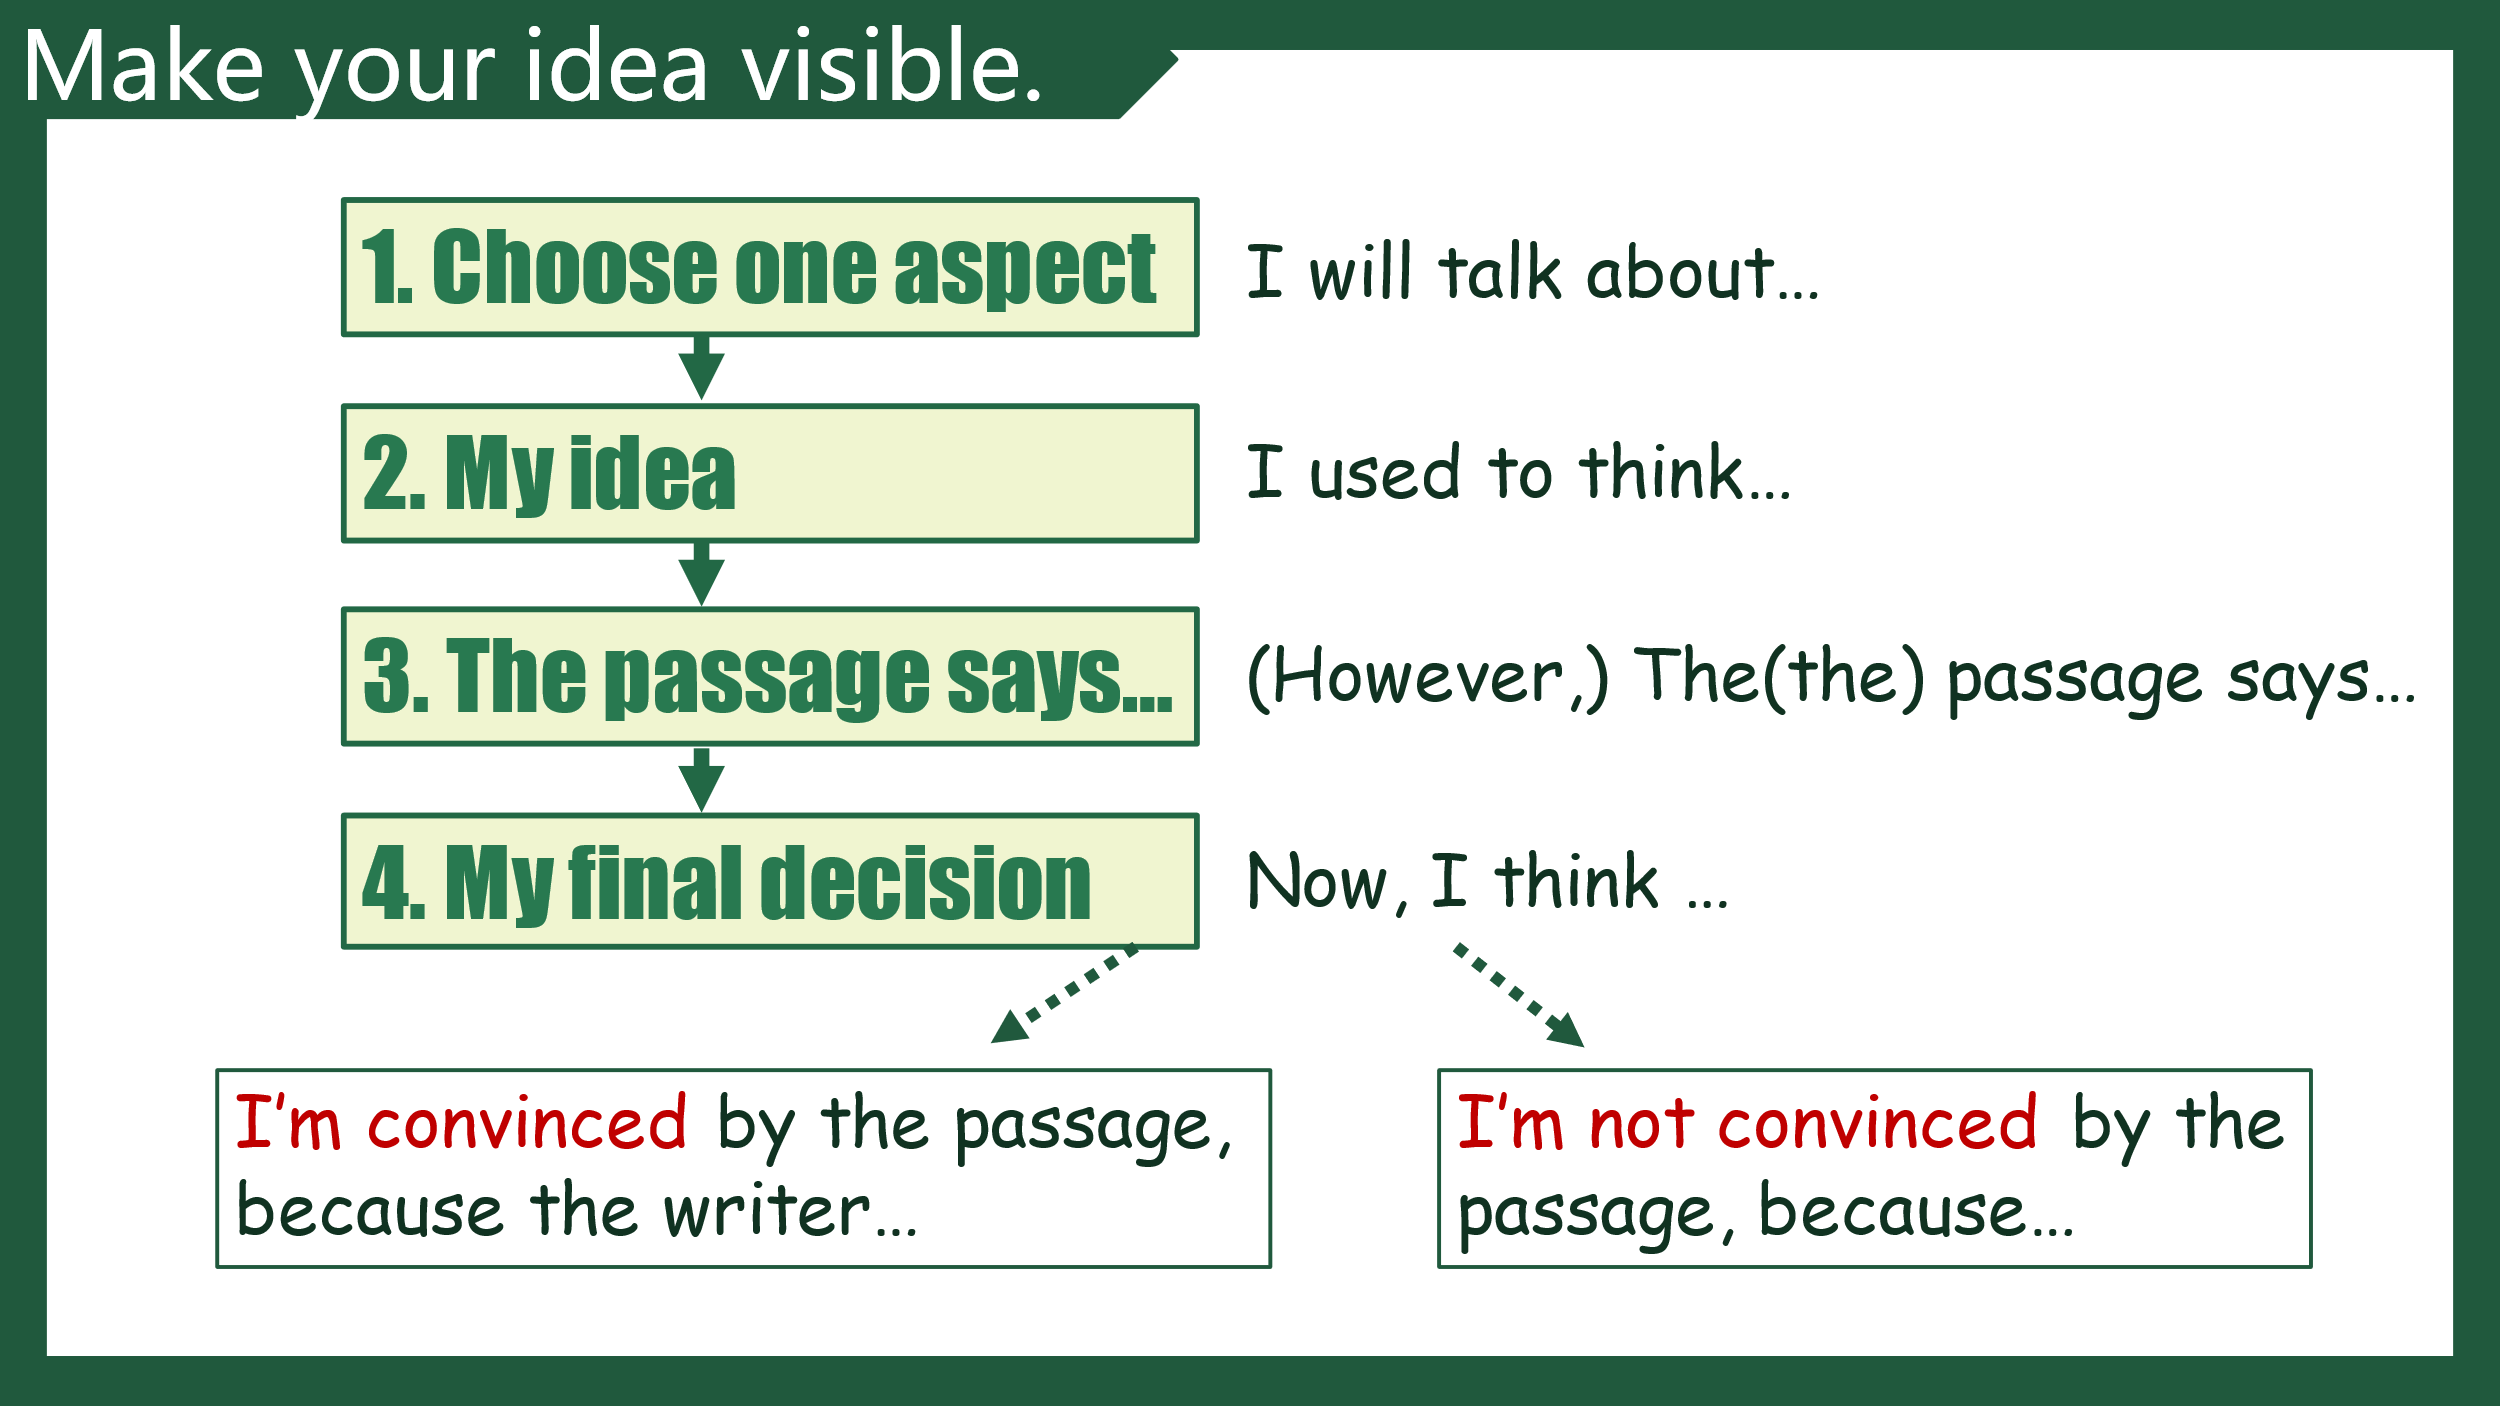 Make your idea visible.
1. Choose one aspect
I will talk about...
2. My idea
I used to think...
3. The passage says...
(However,) The(the) passage says...
4. My final decision
Now, I think ...
I'm convinced by the passage,
because the writer...
I'm not convinced by the
passage, because...